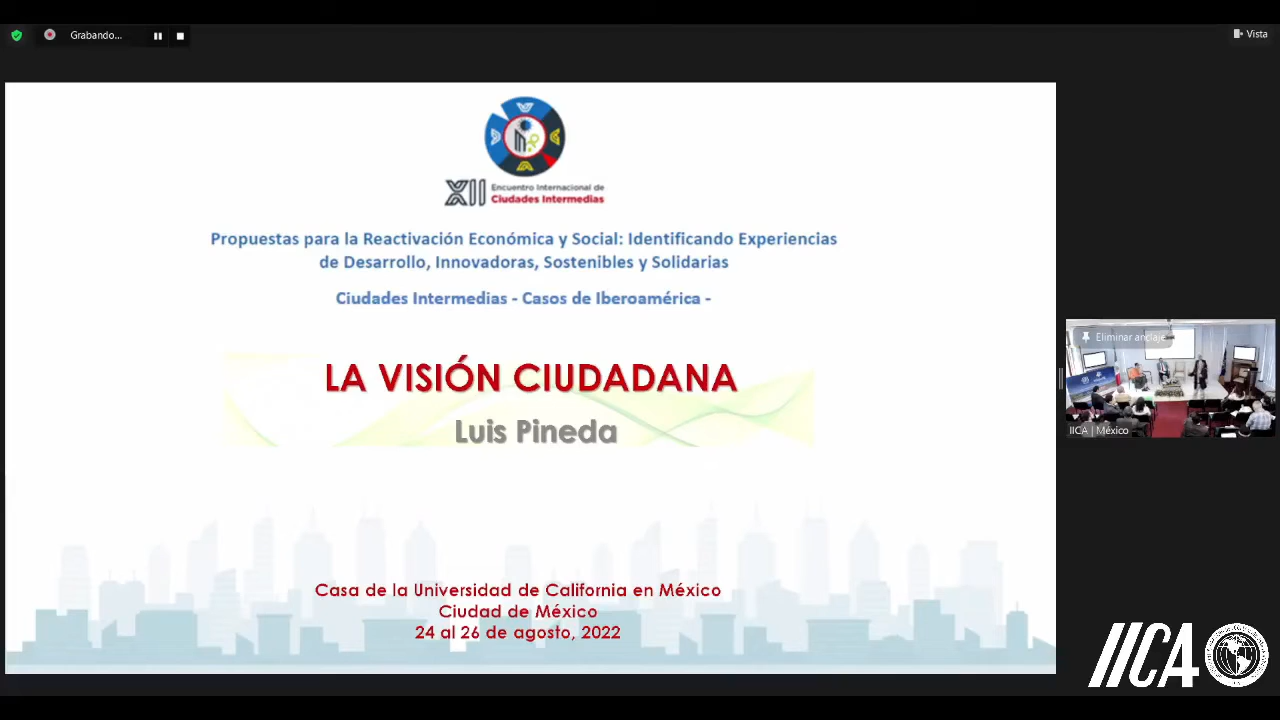 Grabando...
Vista
XII
Encuentro Internacional de
Ciudades Intermedias
Propuestas para la Reactivación Económica y Social: Identificando Experiencias
de Desarrollo, Innovadoras, Sostenibles y Solidarias
Ciudades Intermedias - Casos de Iberoamérica -
LA VISIÓN CIUDADANA
Luis Pineda
Eliminar anclaje
IICA | México
Casa de la Universidad de California en México
Ciudad de México
24 al 26 de agosto, 2022
IICA